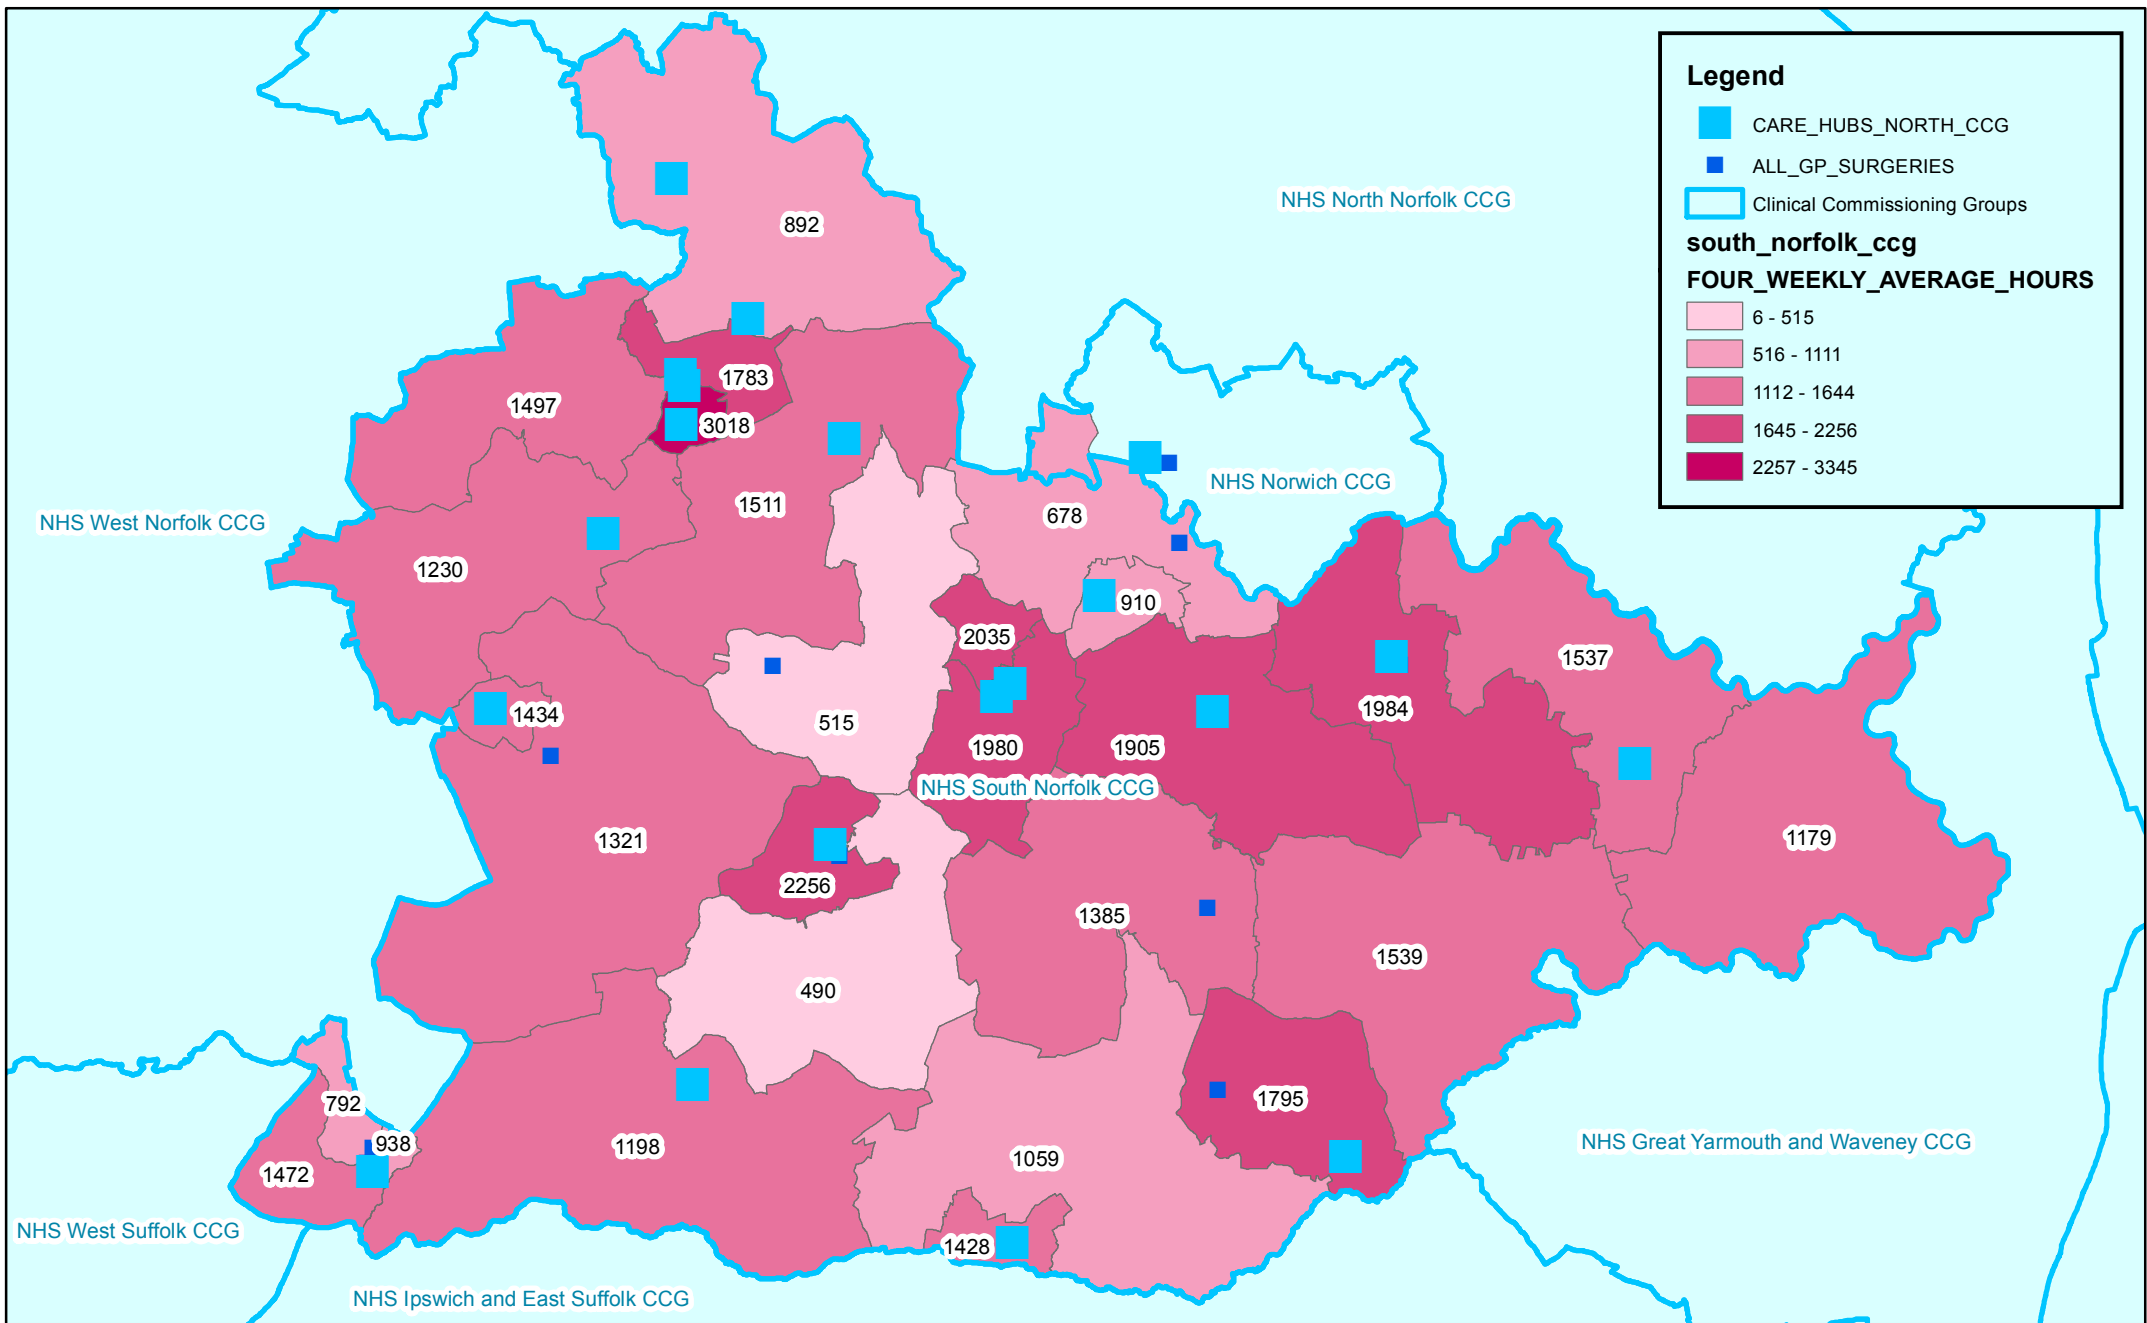 Legend
CARE_HUBS_NORTH_CCG
ALL_GP_SURGERIES
Clinical Commissioning Groups
south_norfolk_ccg
FOUR_WEEKLY_AVERAGE_HOURS
6 - 515
516 - 1111
1112 - 1644
1645 - 2256
2257 - 3345
NHS North Norfolk CCG
892
1783
1497
3018
NHS Norwich CCG
1511
678
NHS West Norfolk CCG
1230
910
2035
1537
1434
515
1984
1980
1905
NHS South Norfolk CCG
1321
1179
2256
1385
1539
490
792
1795
938
1198
NHS Great Yarmouth and Waveney CCG
1059
1472
NHS West Suffolk CCG
1428
NHS Ipswich and East Suffolk CCG